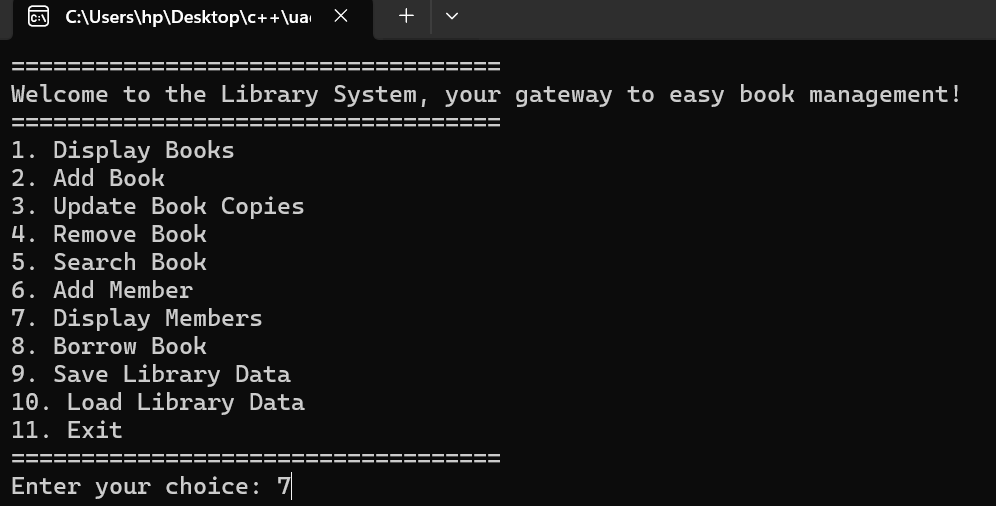 C:\Users\hp\Desktop\c++\ua
===================================
Welcome to the Library System, your gateway to easy book management!
===================================
1. Display Books
2. Add Book
3. Update Book Copies
4. Remove Book
5. Search Book
6. Add Member
7. Display Members
8. Borrow Book
9. Save Library Data
10. Load Library Data
11. Exit
===================================
Enter your choice: 7